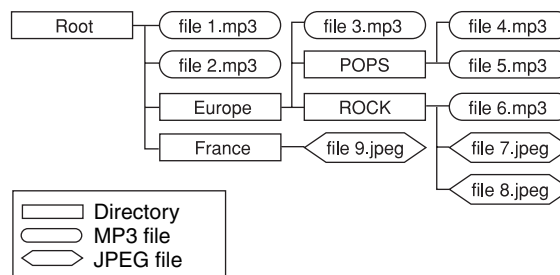 Root file 1.mp3 file 3.mp3 file 4.mp3
file 2.mp3 POPS file 5.mp3
Europe ROCK file 6.mp3
France file 9.jpeg file 7.jpeg
file 8.jpeg
Directory
MP3 file
JPEG file